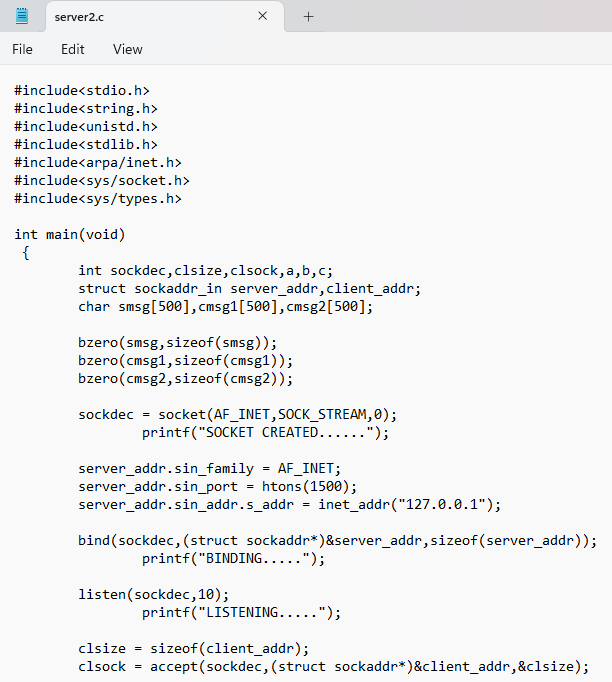 server2.c
File Edit View
#include<stdio.h>
#include<string.h>
#include<unistd.h>
#include<stdlib.h>
#include<arpa/inet.h>
#include<sys/socket.h>
#include<sys/types.h>
int main(void)
{
int sockdec,clsize,clsock,a,b,c;
struct sockaddr_in server_addr,client_addr;
char smsg[500],cmsg1[500],cmsg2[500];
bzero(smsg,sizeof(smsg));
bzero(cmsg1,sizeof(cmsg1));
bzero(cmsg2,sizeof(cmsg2));
sockdec = socket(AF_INET,SOCK_STREAM,0);
printf("SOCKET CREATED......");
server_addr.sin_family = AF_INET;
server_addr.sin_port = htons(1500);
server_addr.sin_addr.s_addr = inet_addr("127.0.0.1");
bind(sockdec,(struct sockaddr*)&server_addr,sizeof(server_addr));
printf("BINDING.....");
listen(sockdec,10);
printf("LISTENING.....");
clsize = sizeof(client_addr);
clsock = accept(sockdec,(struct sockaddr*)&client_addr,&clsize);